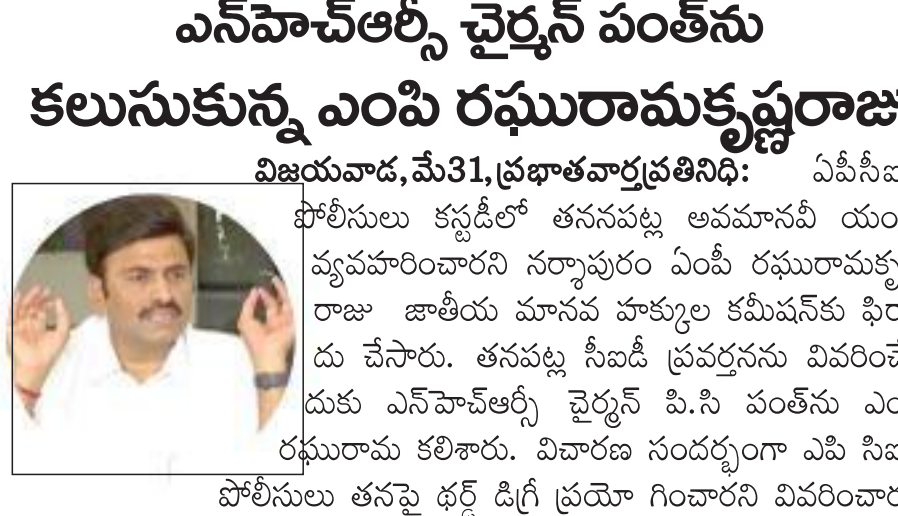 ఎన్‌హెచ్‌ఆర్సీ చైర్మన్ పంత్‌ను
కలుసుకున్న ఎంపి రఘురామకృష్ణరాజు
విజయవాడ,మే31,ప్రభాతవార్తప్రతినిధి: ఏపీసీఐ
పోలీసులు కస్టడీలో తననపట్ల అవమానవీ యం
వ్యవహరించారని నర్సాపురం ఏంపీ రఘురామకృ
రాజు జాతీయ మానవ హక్కుల కమీషన్‌కు ఫిర
దు చేసారు. తనపట్ల సీఐడీ ప్రవర్తనను వివరించే
దుకు ఎన్‌హెచ్‌ఆర్సీ చైర్మన్ పి.సి పంత్‌ను ఎం
రఘురామ కలిశారు. విచారణ సందర్భంగా ఎపి సిఐ
పోలీసులు తనపై థర్డ్ డిగ్రీ ప్రయో గించారని వివరించార